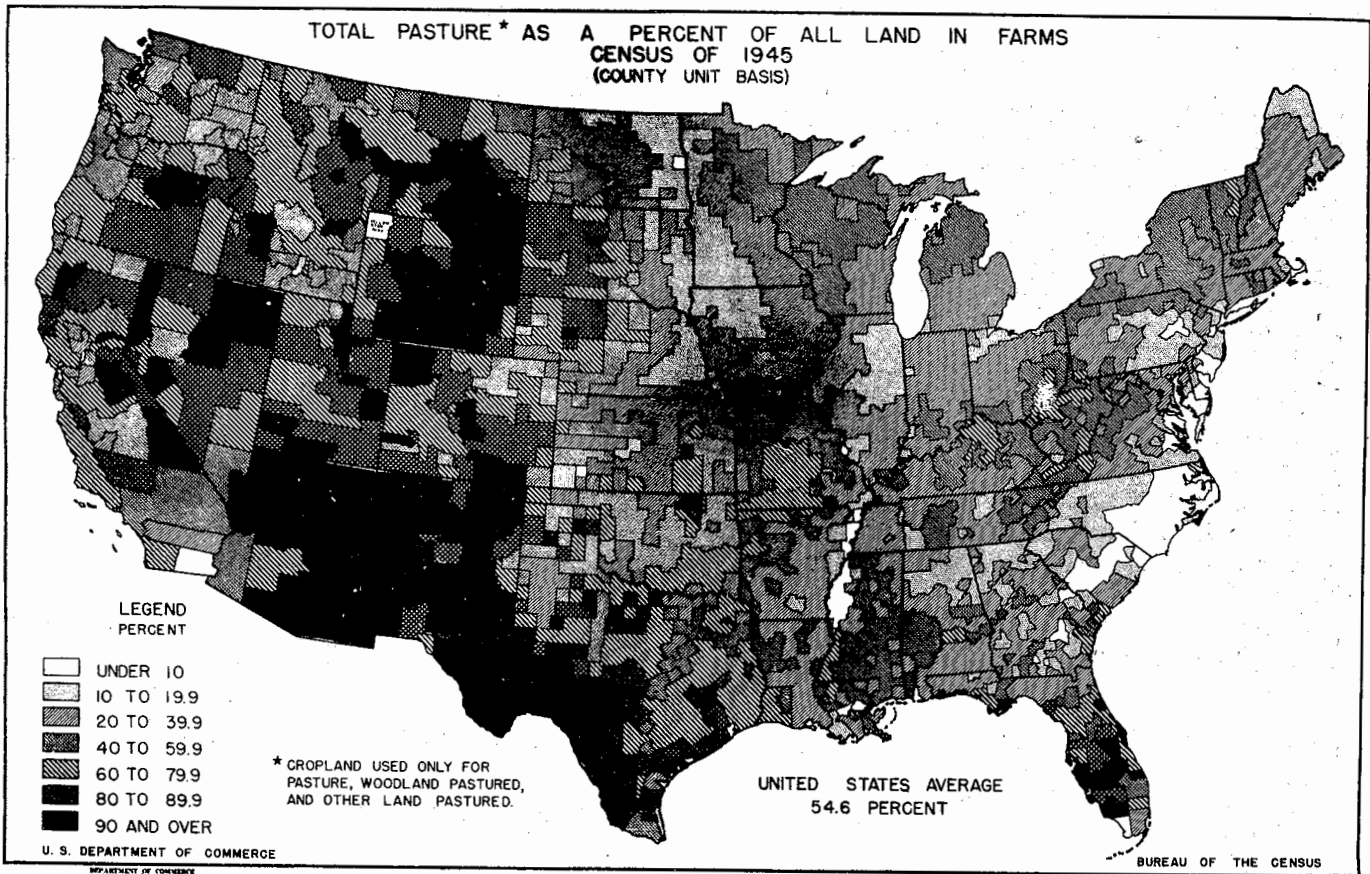 TOTAL PASTURE * AS A PERCENT OF ALL LAND IN FARMS
CENSUS OF 1945
(COUNTY UNIT BASIS)
LEGEND
PERCENT
UNDER 10
10 TO 19.9
20 TO 39.9
40 TO 59.9
60 TO 79.9
80 TO 89.9
90 AND OVER
* CROPLAND USED ONLY FOR
PASTURE, WOODLAND PASTURED,
AND OTHER LAND PASTURED.
UNITED STATES AVERAGE
54.6 PERCENT
U. S. DEPARTMENT OF COMMERCE
BUREAU OF THE CENSUS
DEPARTMENT OF COMMERCE